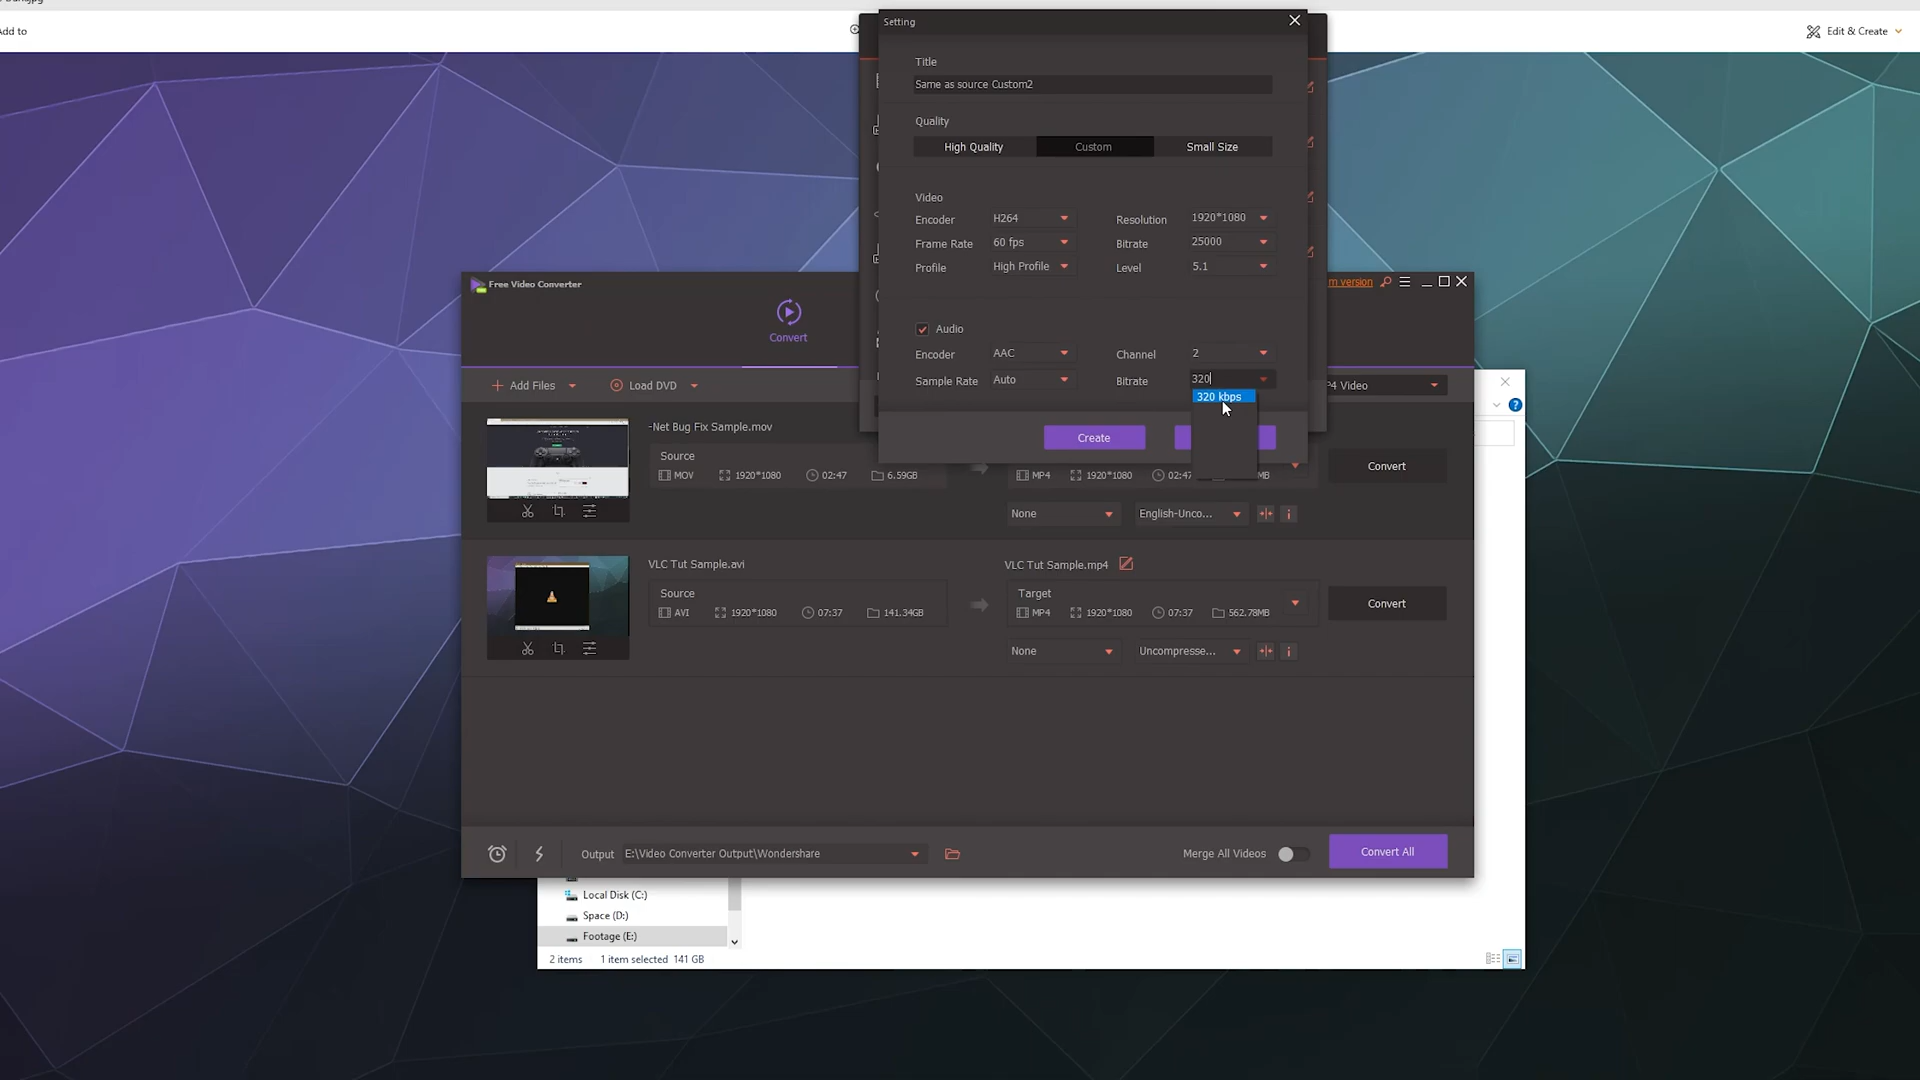 Add to
Edit & Create
Setting
Title
Same as source Custom2
Quality
High Quality Custom Small Size
Video
Encoder H264 Resolution 1920*1080
Frame Rate 60 fps Bitrate 25000
Profile High Profile Level 5.1
Audio
Encoder AAC Channel 2
Sample Rate Auto Bitrate 320
320 kbps
Create
Free Video Converter
Convert
Add Files Load DVD
P4 Video
-Net Bug Fix Sample.mov
Source
MOV 1920*1080 02:47 6.59GB
MP4 1920*1080 02:47 MB
Convert
None English-Unco...
VLC Tut Sample.avi
VLC Tut Sample.mp4
Source
AVI 1920*1080 07:37 141.34GB
Target
MP4 1920*1080 07:37 562.78MB
Convert
None Uncompresse...
Output E:\Video Converter Output\Wondershare
Merge All Videos
Convert All
Local Disk (C:)
Space (D:)
Footage (E:)
2 items 1 item selected 141 GB